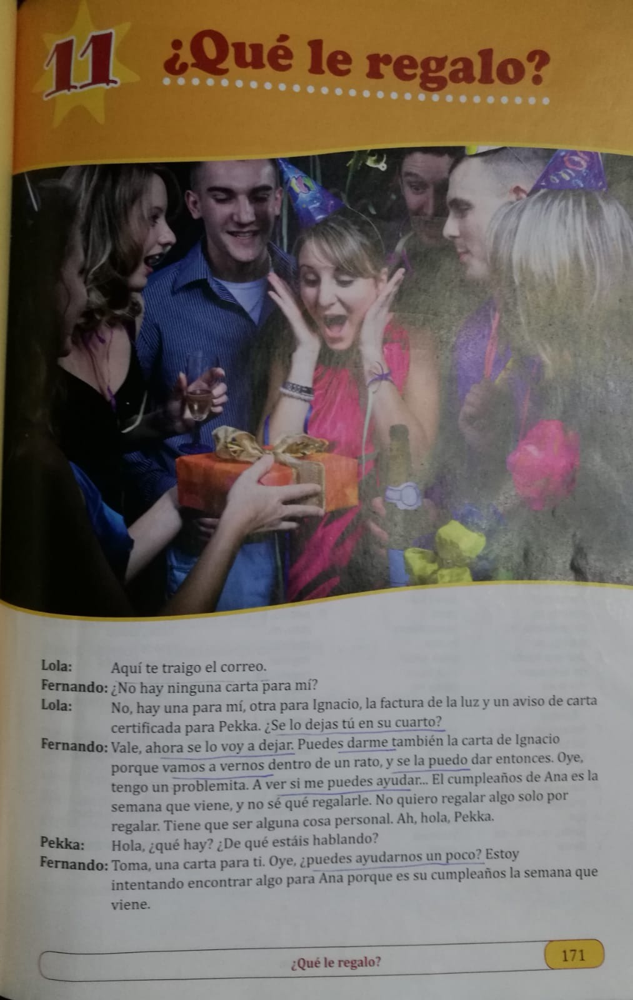 11
¿Qué le regalo?
Lola: Aquí te traigo el correo.
Fernando: ¿No hay ninguna carta para mí?
Lola: No, hay una para mí, otra para Ignacio, la factura de la luz y un aviso de carta
certificada para Pekka. ¿Se lo dejas tú en su cuarto?
Fernando: Vale, ahora se lo voy a dejar. Puedes darme también la carta de Ignacio
porque vamos a vernos dentro de un rato, y se la puedo dar entonces. Oye,
tengo un problemita. A ver si me puedes ayudar... El cumpleaños de Ana es la
semana que viene, y no sé qué regalarle. No quiero regalar algo solo por
regalar. Tiene que ser alguna cosa personal. Ah, hola, Pekka.
Pekka: Hola, ¿qué hay? ¿De qué estáis hablando?
Fernando: Toma, una carta para ti. Oye, ¿puedes ayudarnos un poco? Estoy
intentando encontrar algo para Ana porque es su cumpleaños la semana que
viene.
¿Qué le regalo?
171